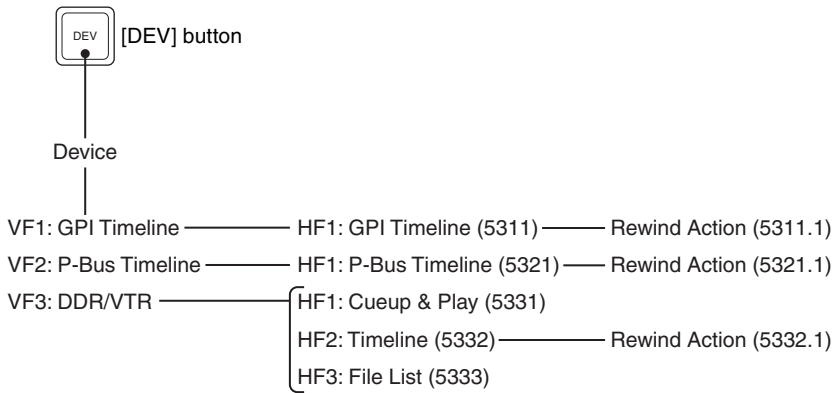 DEV [DEV] button
Device
VF1: GPI Timeline HF1: GPI Timeline (5311) Rewind Action (5311.1)
VF2: P-Bus Timeline HF1: P-Bus Timeline (5321) Rewind Action (5321.1)
VF3: DDR/VTR HF1: Cueup & Play (5331)
HF2: Timeline (5332) Rewind Action (5332.1)
HF3: File List (5333)